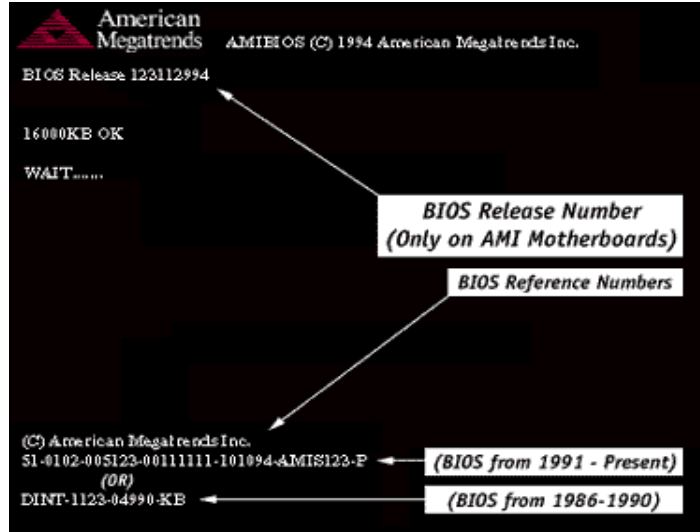 American
Megatrends
AMIBIOS (C) 1994 American Megatrends Inc.
BIOS Release 123112994
16000KB OK
WAIT......
BIOS Release Number
(Only on AMI Motherboards)
BIOS Reference Numbers
(C) American Megatrends Inc.
51-0102-005123-00111111-101094-AMIS123-P
(BIOS from 1991 - Present)
(OR)
DINT-1123-04990-KB
(BIOS from 1986-1990)